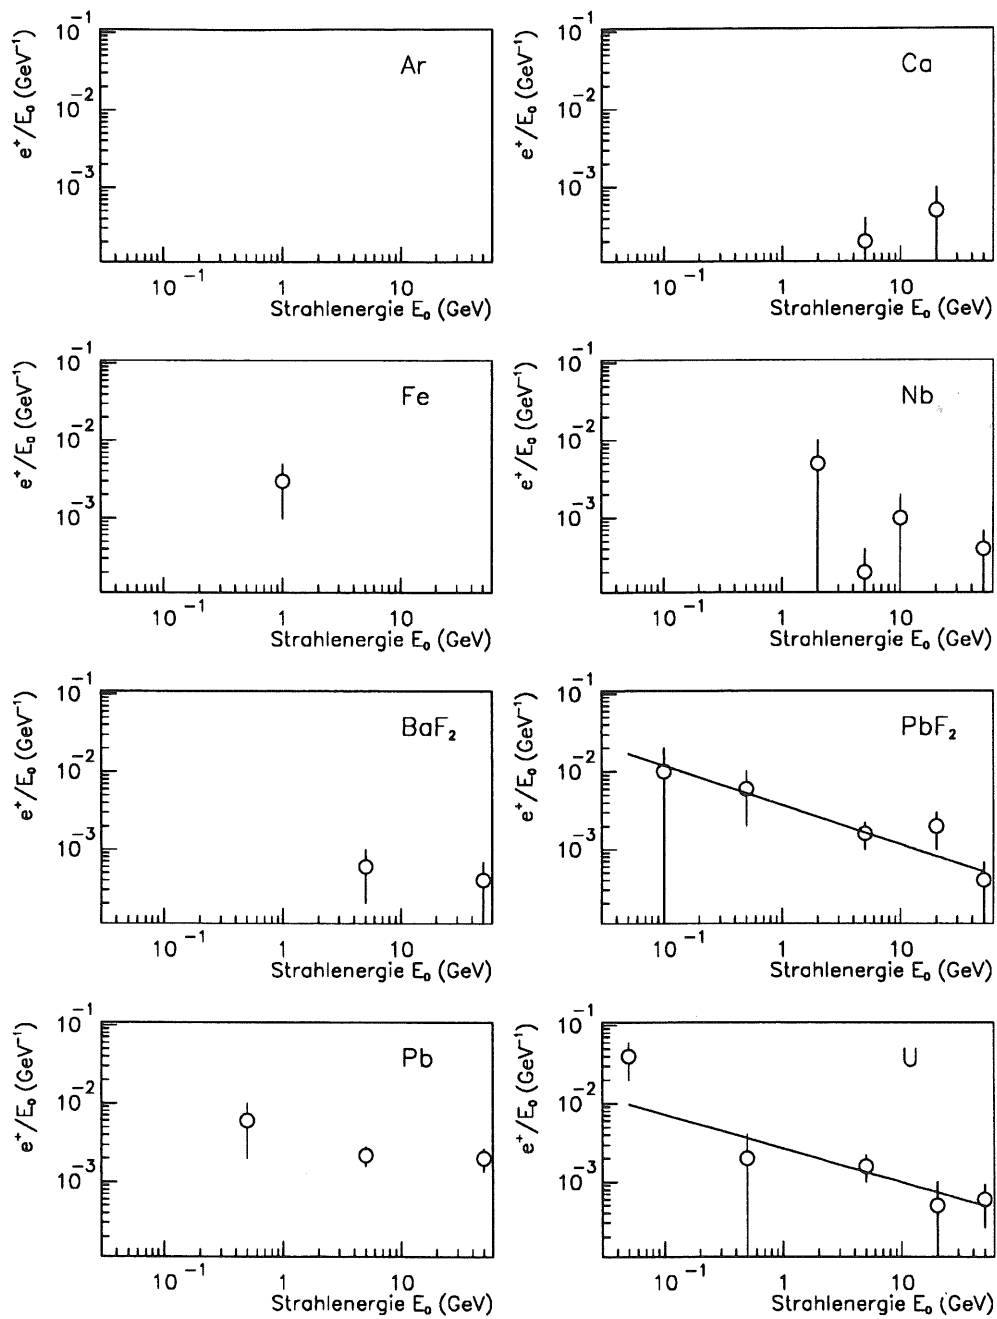 e⁺/E₀ (GeV⁻¹)
10⁻¹
10⁻²
10⁻³
Ar
10⁻¹ 1 10
Strahlenergie E₀ (GeV)
e⁺/E₀ (GeV⁻¹)
10⁻¹
10⁻²
10⁻³
Ca
10⁻¹ 1 10
Strahlenergie E₀ (GeV)
e⁺/E₀ (GeV⁻¹)
10⁻¹
10⁻²
10⁻³
Fe
10⁻¹ 1 10
Strahlenergie E₀ (GeV)
e⁺/E₀ (GeV⁻¹)
10⁻¹
10⁻²
10⁻³
Nb
10⁻¹ 1 10
Strahlenergie E₀ (GeV)
e⁺/E₀ (GeV⁻¹)
10⁻¹
10⁻²
10⁻³
BaF₂
10⁻¹ 1 10
Strahlenergie E₀ (GeV)
e⁺/E₀ (GeV⁻¹)
10⁻¹
10⁻²
10⁻³
PbF₂
10⁻¹ 1 10
Strahlenergie E₀ (GeV)
e⁺/E₀ (GeV⁻¹)
10⁻¹
10⁻²
10⁻³
Pb
10⁻¹ 1 10
Strahlenergie E₀ (GeV)
e⁺/E₀ (GeV⁻¹)
10⁻¹
10⁻²
10⁻³
U
10⁻¹ 1 10
Strahlenergie E₀ (GeV)